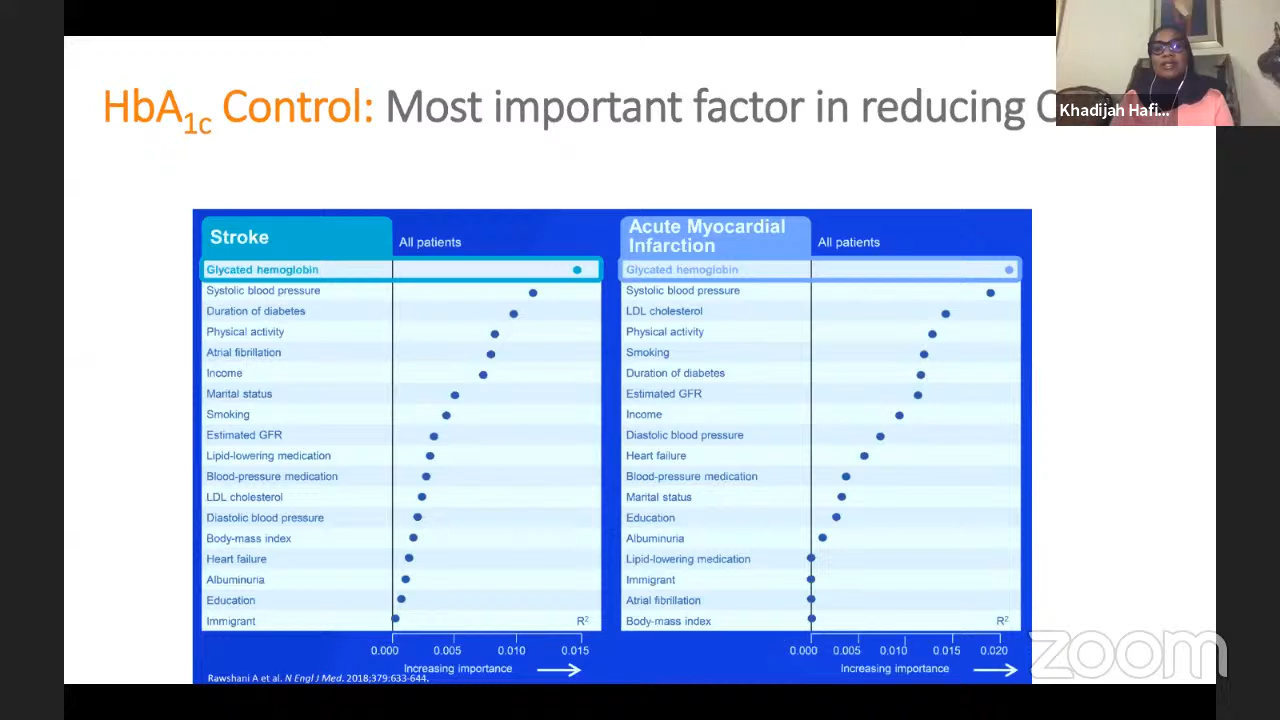 HbA1c Control: Most important factor in reducing
Khadijah Hafi...
Stroke
All patients
Glycated hemoglobin
Systolic blood pressure
Duration of diabetes
Physical activity
Atrial fibrillation
Income
Marital status
Smoking
Estimated GFR
Lipid-lowering medication
Blood-pressure medication
LDL cholesterol
Diastolic blood pressure
Body-mass index
Heart failure
Albuminuria
Education
Immigrant
R2
0.000 0.005 0.010 0.015
Increasing importance
Rawshani A et al. N Engl J Med. 2018;379:633-644.
Acute Myocardial
Infarction
All patients
Glycated hemoglobin
Systolic blood pressure
LDL cholesterol
Physical activity
Smoking
Duration of diabetes
Estimated GFR
Income
Diastolic blood pressure
Heart failure
Blood-pressure medication
Marital status
Education
Albuminuria
Lipid-lowering medication
Immigrant
Atrial fibrillation
Body-mass index
R2
0.000 0.005 0.010 0.015 0.020
Increasing importance
zoom